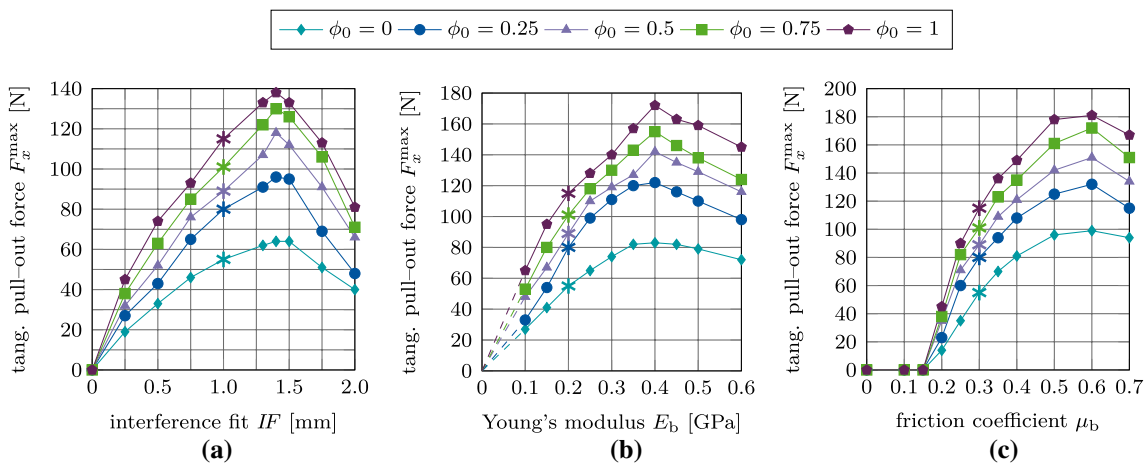 ϕ₀ = 0 ϕ₀ = 0.25 ϕ₀ = 0.5 ϕ₀ = 0.75 ϕ₀ = 1
tang. pull–out force Fₓᵐᵃˣ [N]
140
120
100
80
60
40
20
0
0 0.5 1.0 1.5 2.0
interference fit IF [mm]
(a)
tang. pull–out force Fₓᵐᵃˣ [N]
180
160
140
120
100
80
60
40
20
0
0 0.1 0.2 0.3 0.4 0.5 0.6
Young's modulus E_b [GPa]
(b)
tang. pull–out force Fₓᵐᵃˣ [N]
200
180
160
140
120
100
80
60
40
20
0
0 0.1 0.2 0.3 0.4 0.5 0.6 0.7
friction coefficient μ_b
(c)